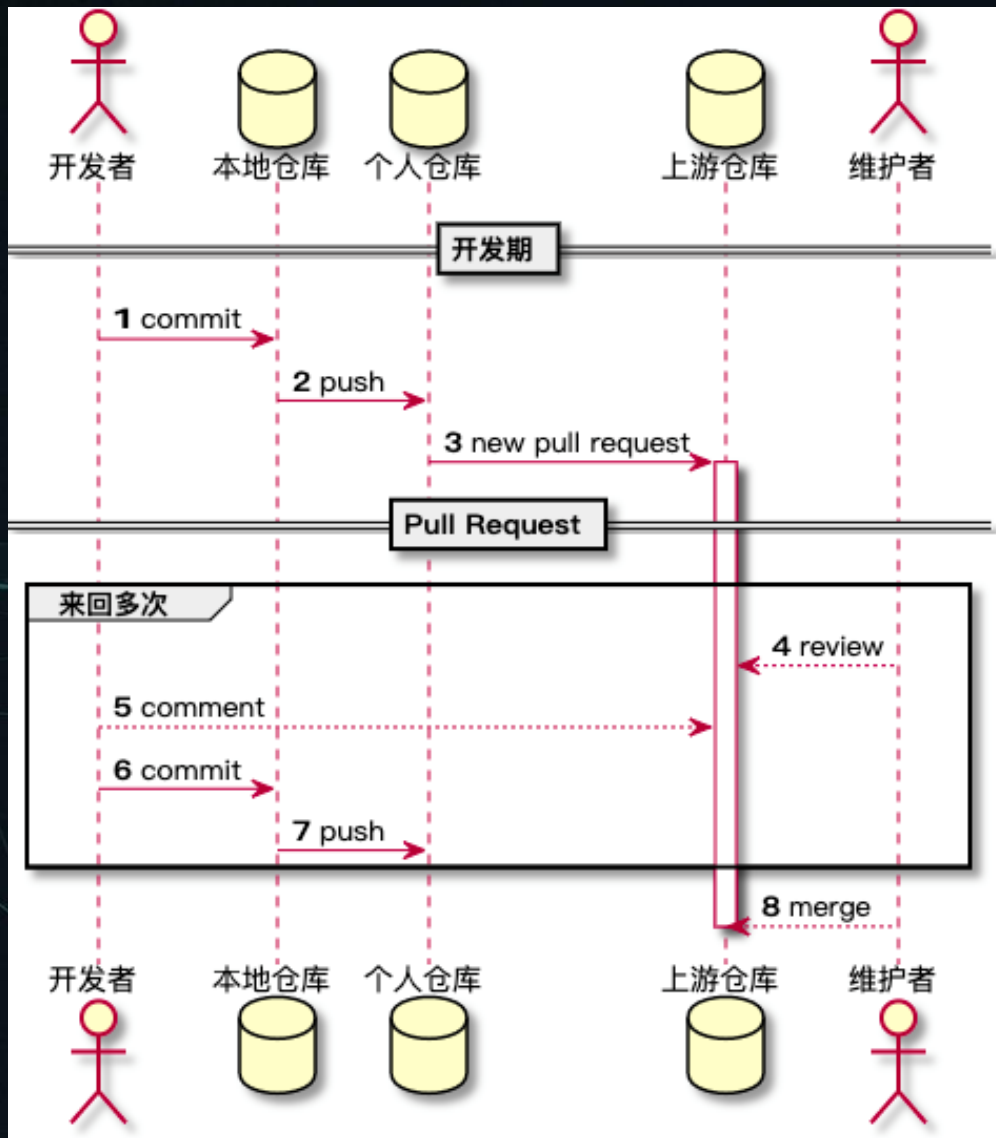 开发者 本地仓库 个人仓库 上游仓库 维护者
开发期
1 commit
2 push
3 new pull request
Pull Request
来回多次
4 review
5 comment
6 commit
7 push
8 merge
开发者 本地仓库 个人仓库 上游仓库 维护者